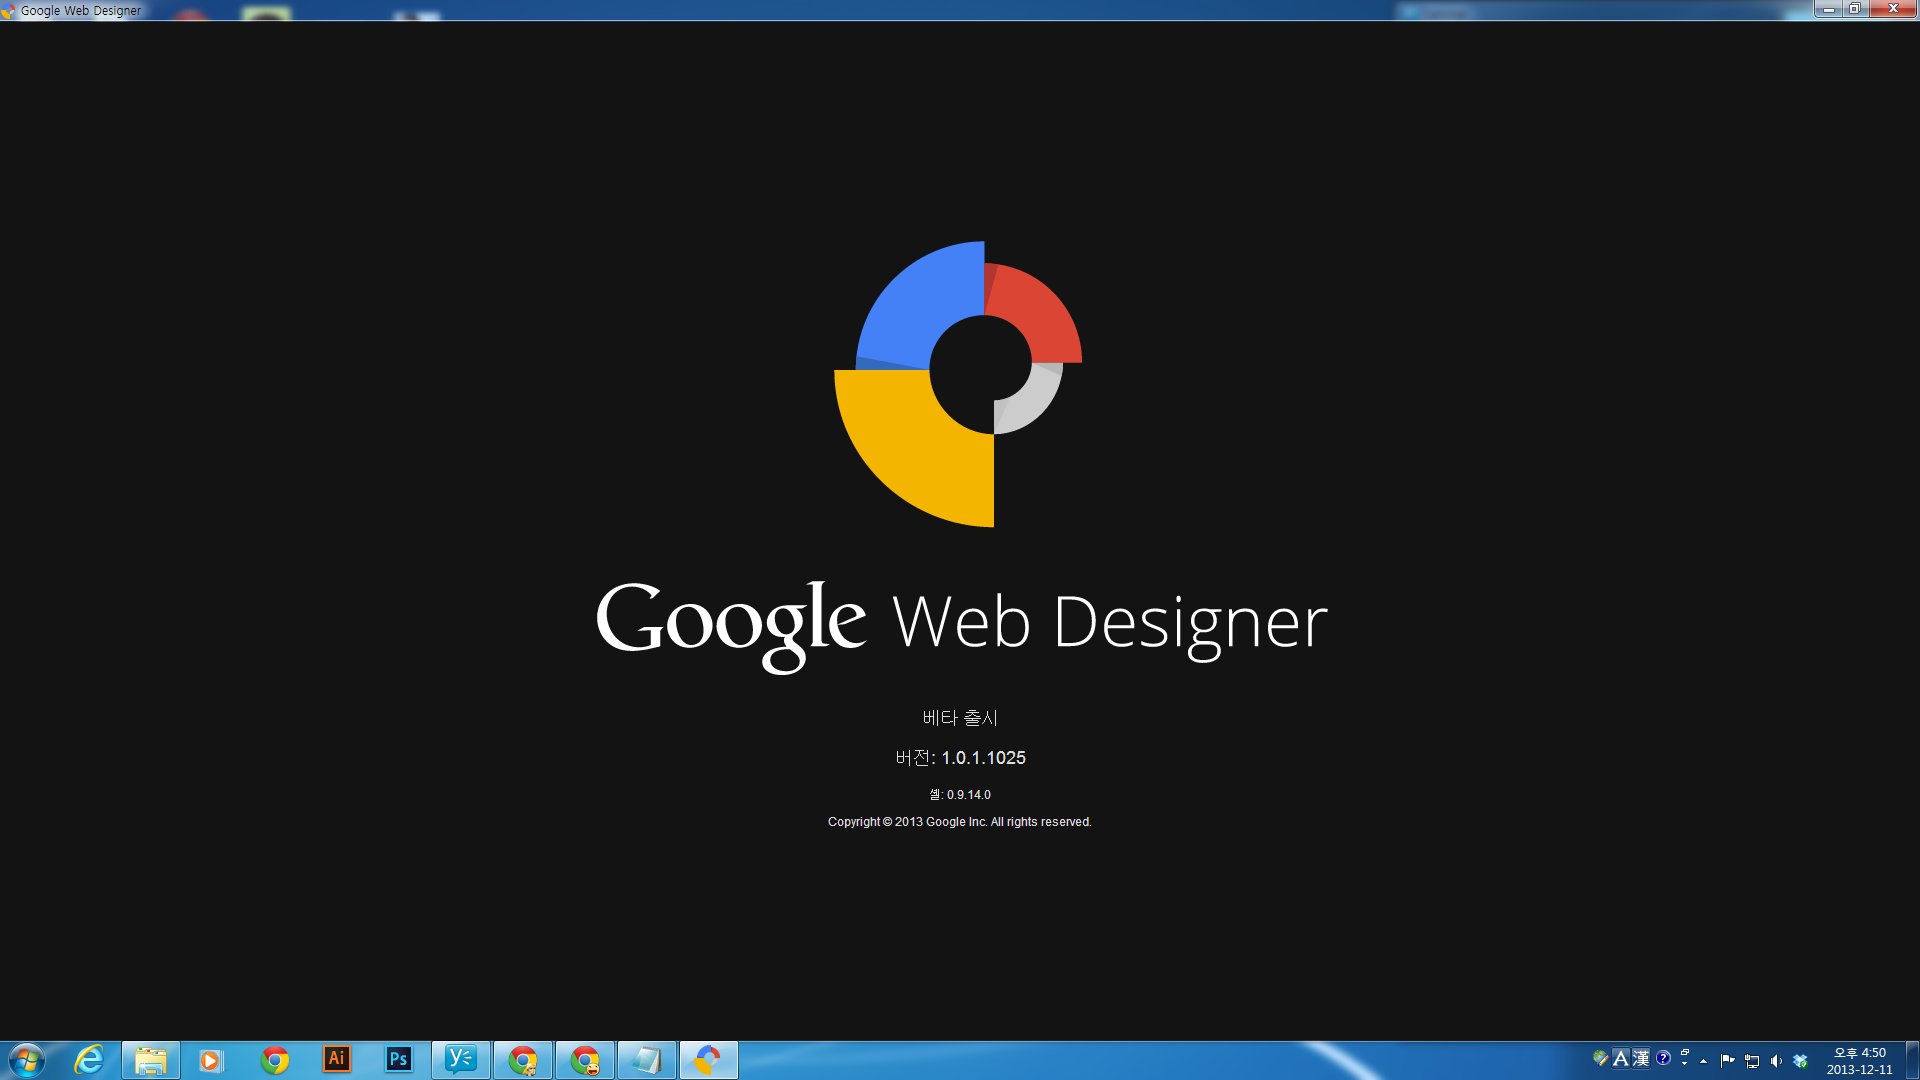 Google Web Designer
Google Web Designer
베타 출시
버전: 1.0.1.1025
셸: 0.9.14.0
Copyright © 2013 Google Inc. All rights reserved.
Ai
Ps
A 漢
오후 4:50
2013-12-11